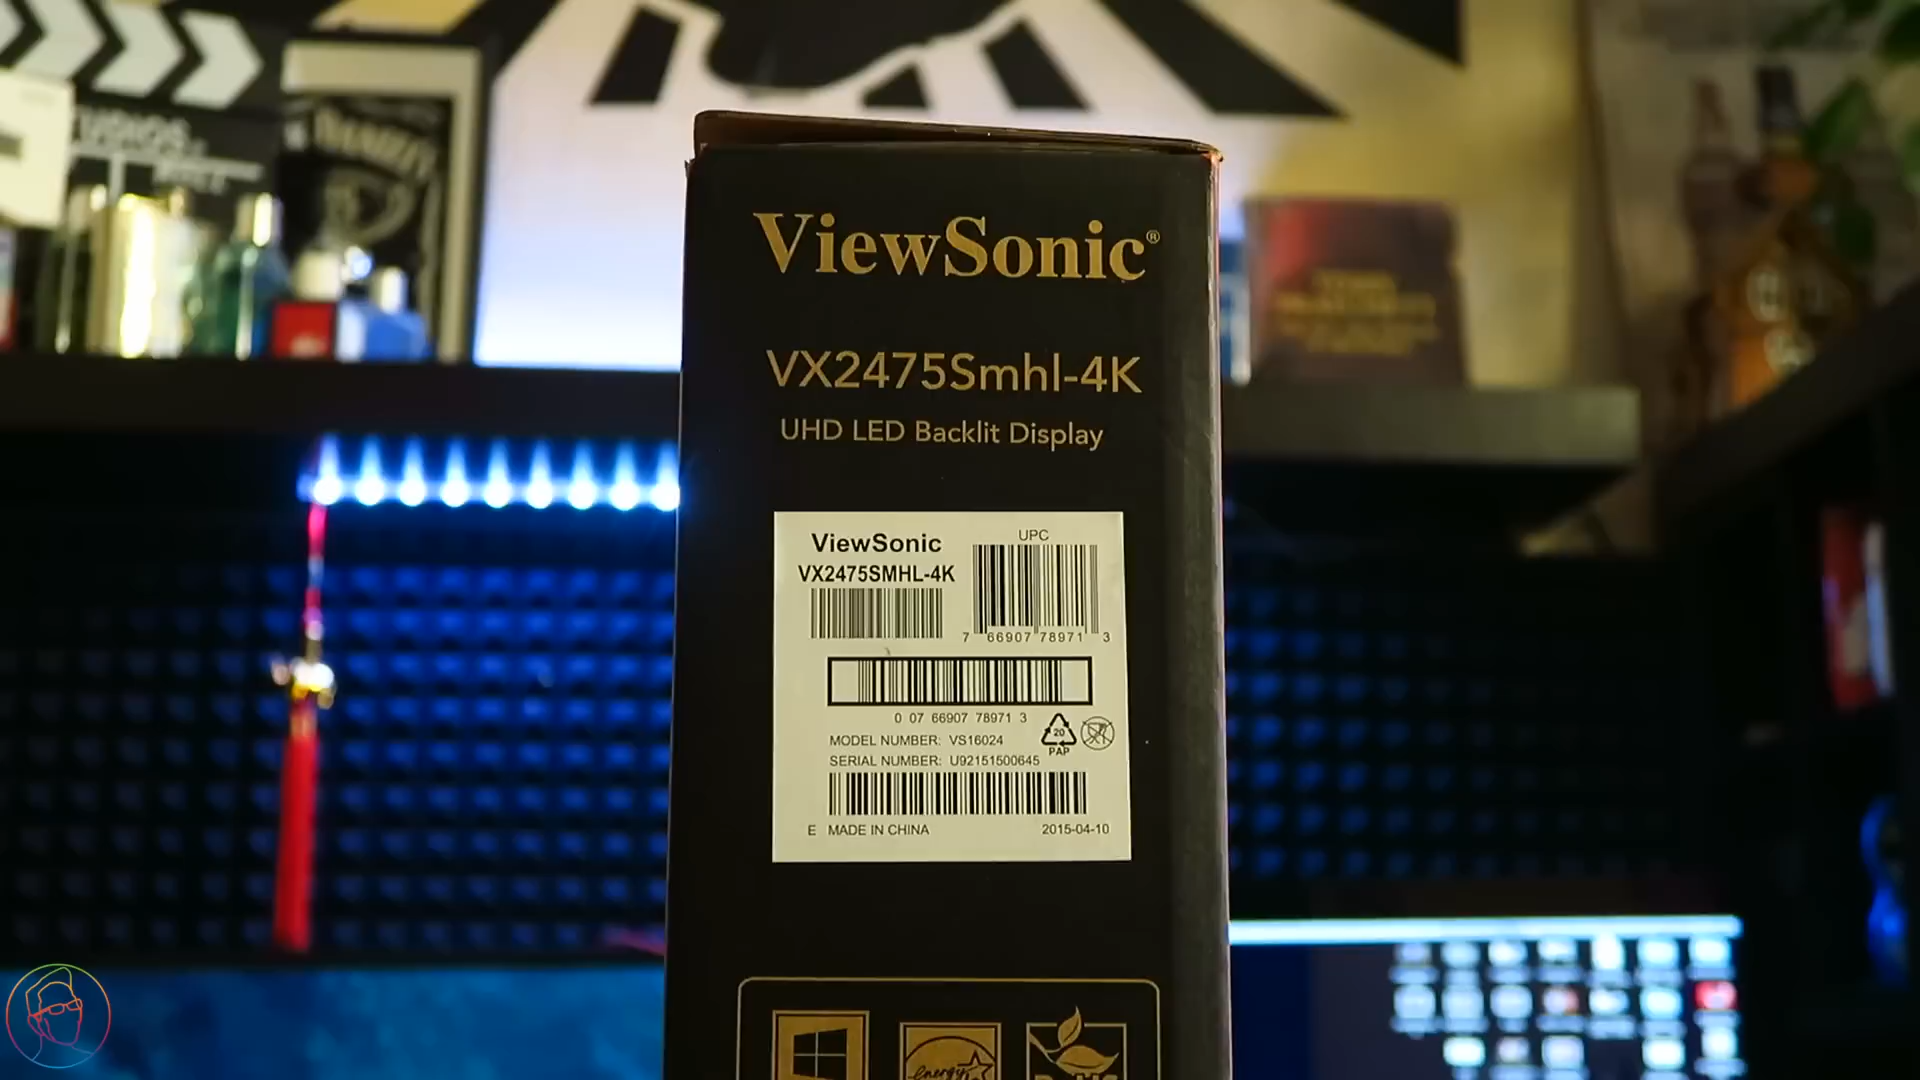 ViewSonic®
VX2475Smhl-4K
UHD LED Backlit Display
ViewSonic
VX2475SMHL-4K
UPC
7 66907 78971 3
0 07 66907 78971 3
20
PAP
MODEL NUMBER: VS16024
SERIAL NUMBER: U92151500645
E MADE IN CHINA
2015-04-10
energy